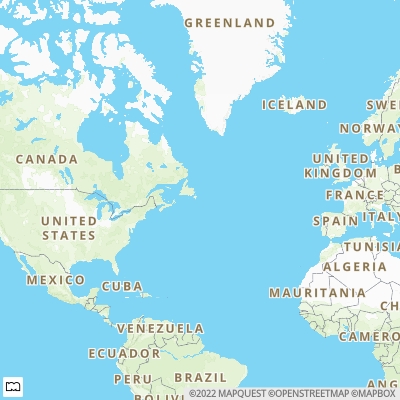 GREENLAND
ICELAND
SWE
NORWAY
CANADA
UNITED
KINGDOM
B
FRANCE
UNITED
STATES
SPAIN
ITALY
TUNISIA
ALGERIA
MEXICO
CUBA
MAURITANIA
CH
VENEZUELA
CAMERO
ECUADOR
PERU
BRAZIL
ANG
BOLIVI
©2022 MAPQUEST ©OPENSTREETMAP ©MAPBOX